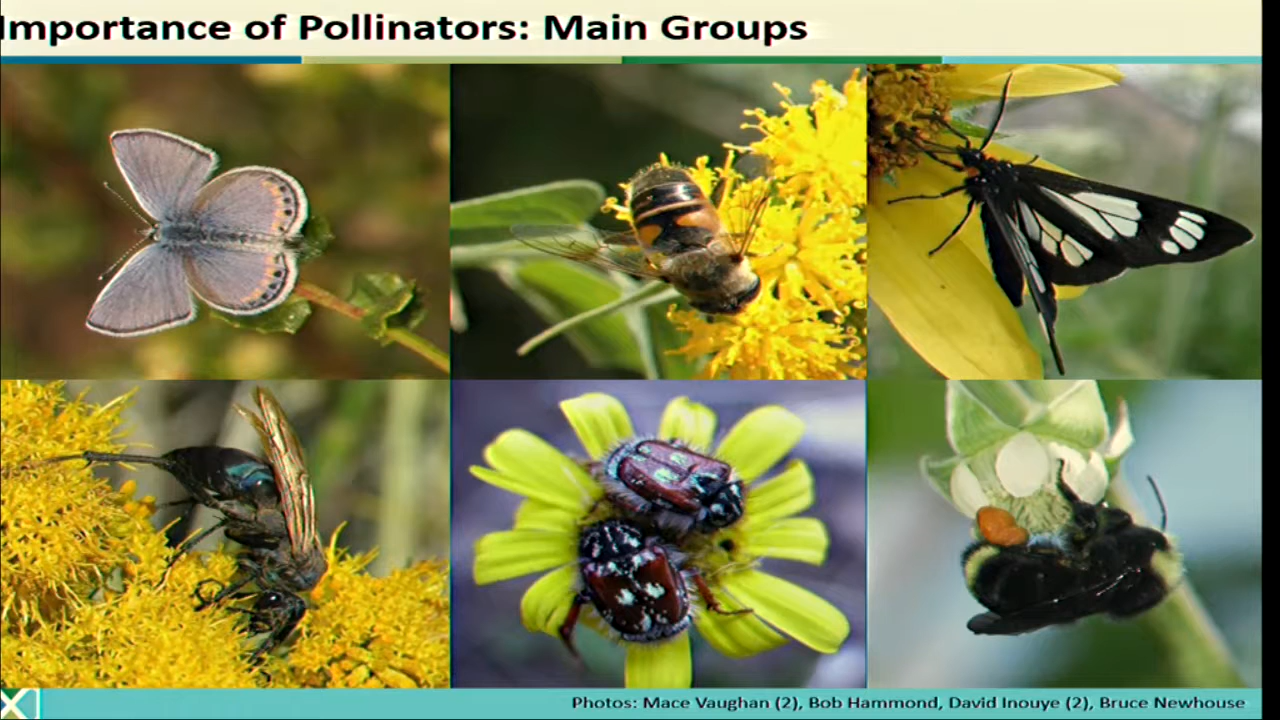 Importance of Pollinators: Main Groups
Photos: Mace Vaughan (2), Bob Hammond, David Inouye (2), Bruce Newhouse